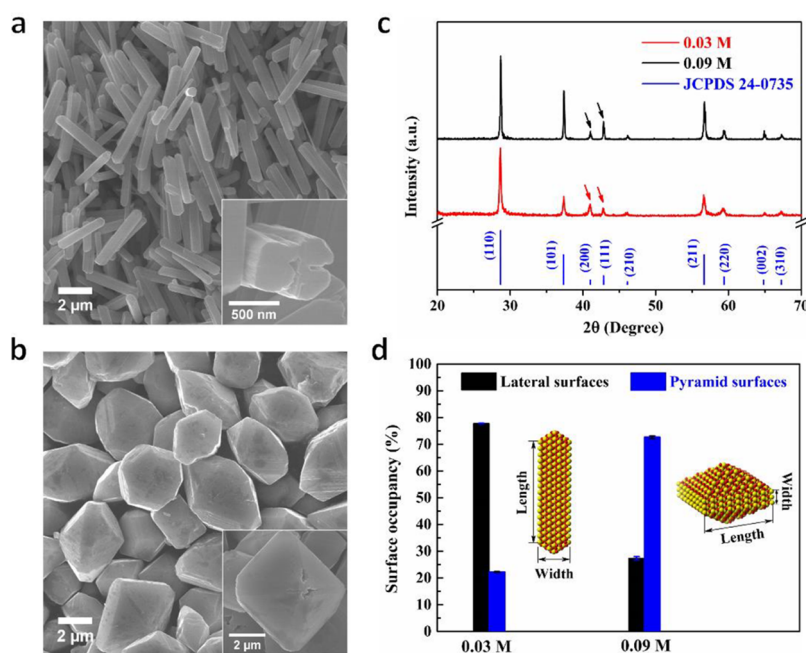 a
2 μm
500 nm
b
2 μm
2 μm
c
0.03 M
0.09 M
JCPDS 24-0735
Intensity (a.u.)
(110)
(101)
(200)
(111)
(210)
(211)
(220)
(002)
(310)
20
30
40
50
60
70
2θ (Degree)
d
Lateral surfaces
Pyramid surfaces
Surface occupancy (%)
100
90
80
70
60
50
40
30
20
10
0
Length
Width
Width
Length
0.03 M
0.09 M